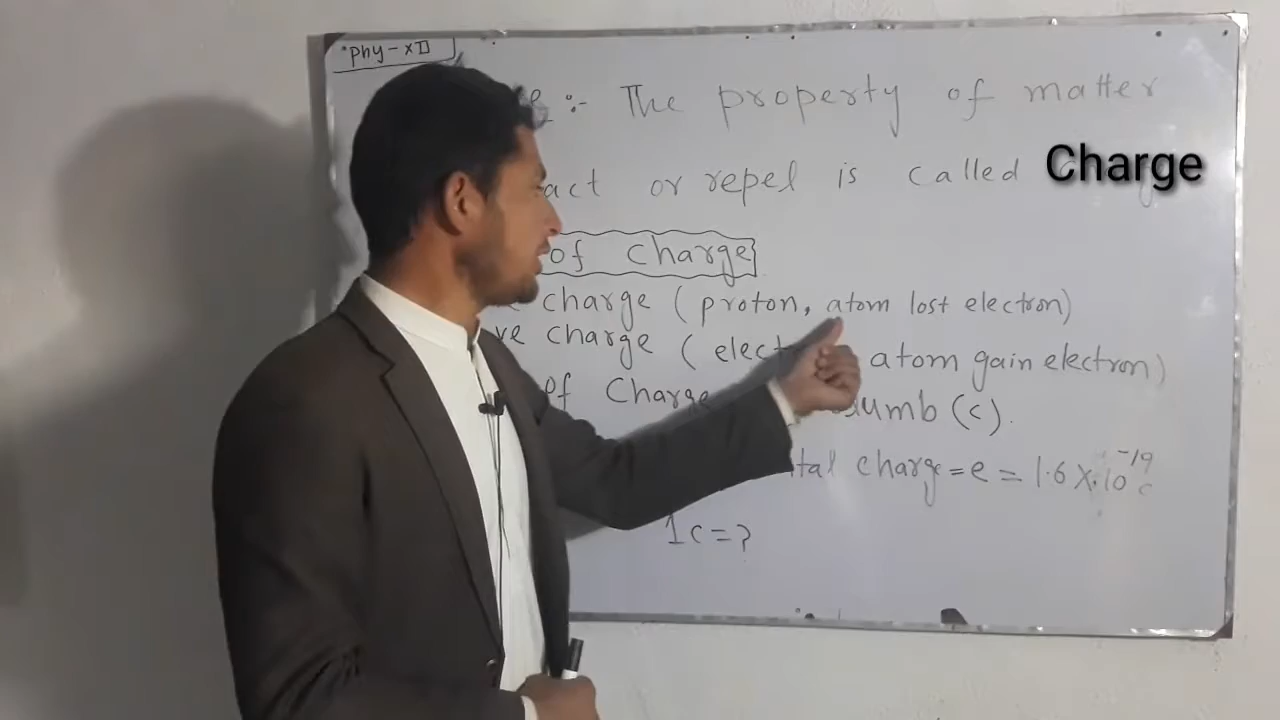 Phy-XII
:- The property of matter
act or repel is called Charge
of Charge
charge (proton, atom lost electron)
ve charge (elect atom gain electron)
of Charge oulumb (c).
tal charge = e = 1.6 x 10^-19 c
1c = ?